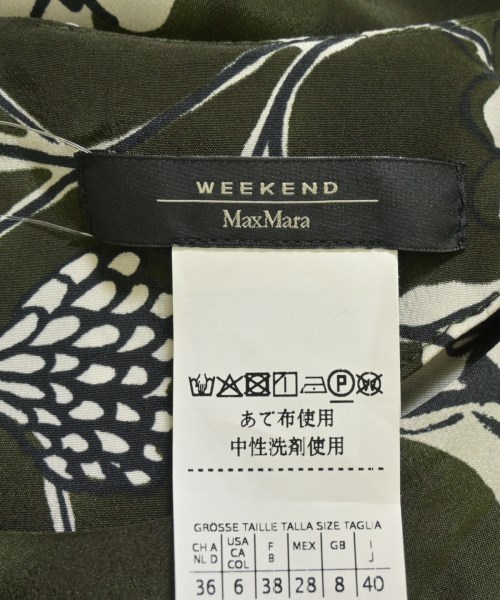 WEEKEND
MaxMara
P
あて布使用
中性洗剤使用
GRÖSSE TAILLE TALLA SIZE TAGLIA
CH A NL D
USA CA COL
F B
MEX
GB
I J
36 6 38 28 8 40